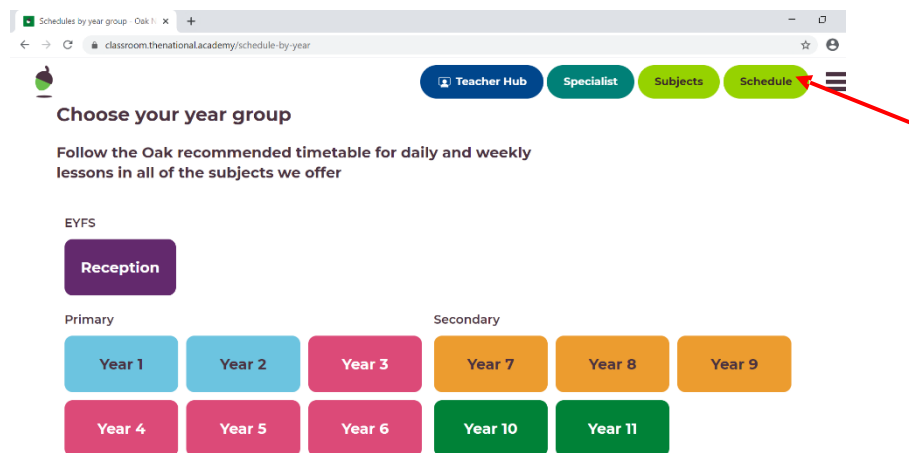 Schedules by year group - Oak N
classroom.thenational.academy/schedule-by-year
Teacher Hub Specialist Subjects Schedule
Choose your year group
Follow the Oak recommended timetable for daily and weekly
lessons in all of the subjects we offer
EYFS
Reception
Primary Secondary
Year 1 Year 2 Year 3 Year 7 Year 8 Year 9
Year 4 Year 5 Year 6 Year 10 Year 11